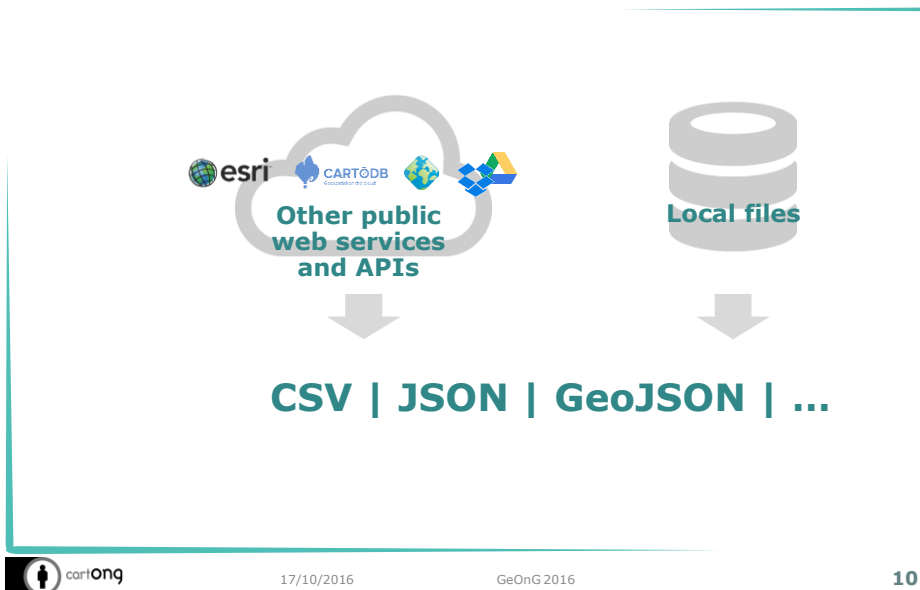 esri
CARTODB
Other public
web services
and APIs
Local files
CSV | JSON | GeoJSON | ...
cartONG
17/10/2016
GeOnG 2016
10